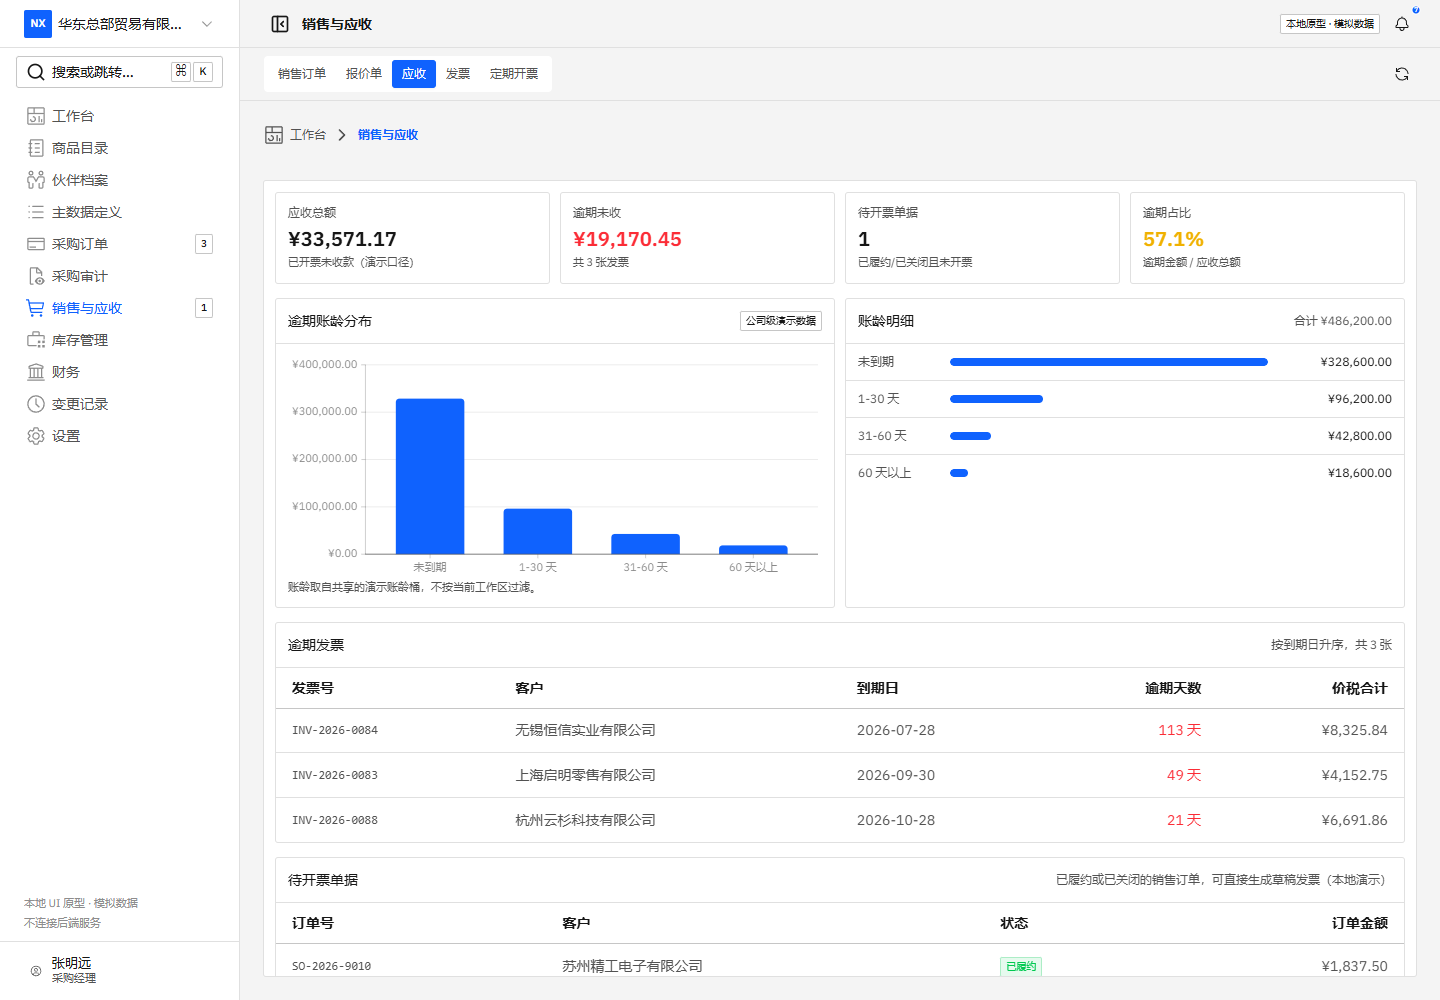 NX 华东总部贸易有限...
搜索或跳转... ⌘ K
工作台
商品目录
伙伴档案
主数据定义
采购订单 3
采购审计
销售与应收 1
库存管理
财务
变更记录
设置
本地 UI 原型 · 模拟数据
不连接后端服务
张明远
采购经理
销售与应收
本地原型 · 模拟数据
?
销售订单 报价单 应收 发票 定期开票
工作台 销售与应收
应收总额
¥33,571.17
已开票未收款（演示口径）
逾期未收
¥19,170.45
共 3 张发票
待开票单据
1
已履约/已关闭且未开票
逾期占比
57.1%
逾期金额 / 应收总额
逾期账龄分布 公司级演示数据
¥400,000.00
¥300,000.00
¥200,000.00
¥100,000.00
¥0.00
未到期 1-30 天 31-60 天 60 天以上
账龄取自共享的演示账龄桶，不按当前工作区过滤。
账龄明细 合计 ¥486,200.00
未到期 ¥328,600.00
1-30 天 ¥96,200.00
31-60 天 ¥42,800.00
60 天以上 ¥18,600.00
逾期发票 按到期日升序，共 3 张
发票号 客户 到期日 逾期天数 价税合计
INV-2026-0084 无锡恒信实业有限公司 2026-07-28 113 天 ¥8,325.84
INV-2026-0083 上海启明零售有限公司 2026-09-30 49 天 ¥4,152.75
INV-2026-0088 杭州云杉科技有限公司 2026-10-28 21 天 ¥6,691.86
待开票单据 已履约或已关闭的销售订单，可直接生成草稿发票（本地演示）
订单号 客户 状态 订单金额
SO-2026-9010 苏州精工电子有限公司 已履约 ¥1,837.50